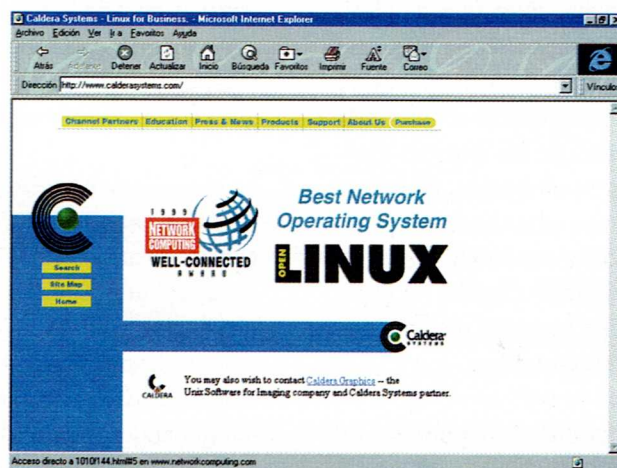 Caldera Systems - Linux for Business. - Microsoft Internet Explorer
Archivo Edición Ver Ir a Favoritos Ayuda
Atrás Detener Actualizar Inicio Búsqueda Favoritos Imprimir Fuente Correo
Dirección http://www.calderasystems.com/ Vínculos
Channel Partners Education Press & News Products Support About Us Purchase
1999
NETWORK
COMPUTING
WELL-CONNECTED
AWARD
Best Network
Operating System
OPEN LINUX
Search
Site Map
Home
Caldera
SYSTEMS
CALDERA
You may also wish to contact Caldera Graphics -- the
Unix Software for Imaging company and Caldera Systems partner.
Acceso directo a 1010f144.html#5 en www.networkcomputing.com